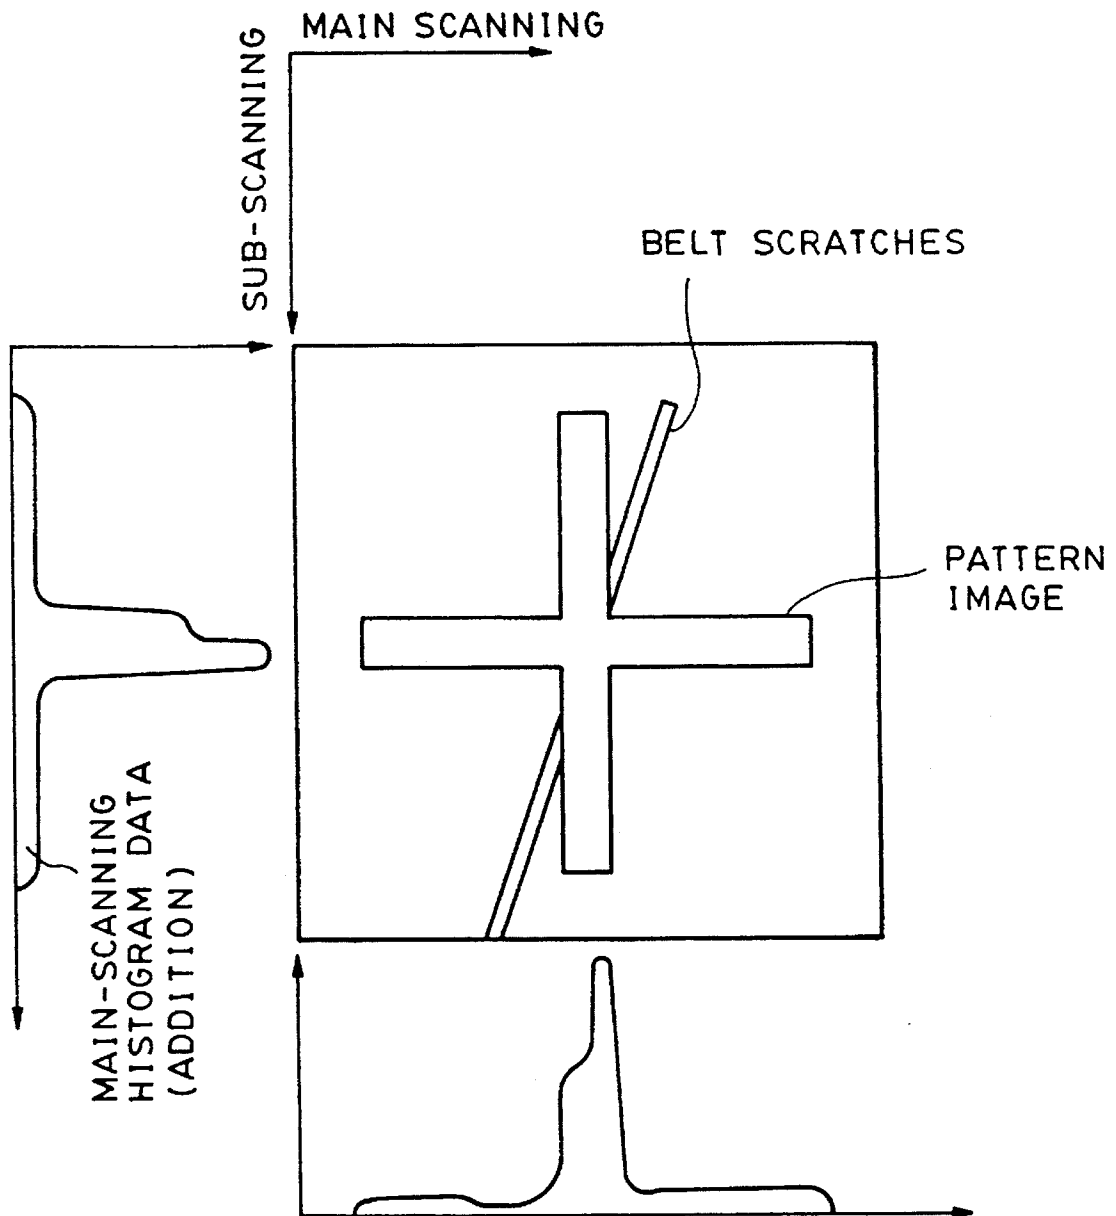 MAIN SCANNING
SUB-SCANNING
BELT SCRATCHES
PATTERN
IMAGE
MAIN-SCANNING
HISTOGRAM DATA
(ADDITION)